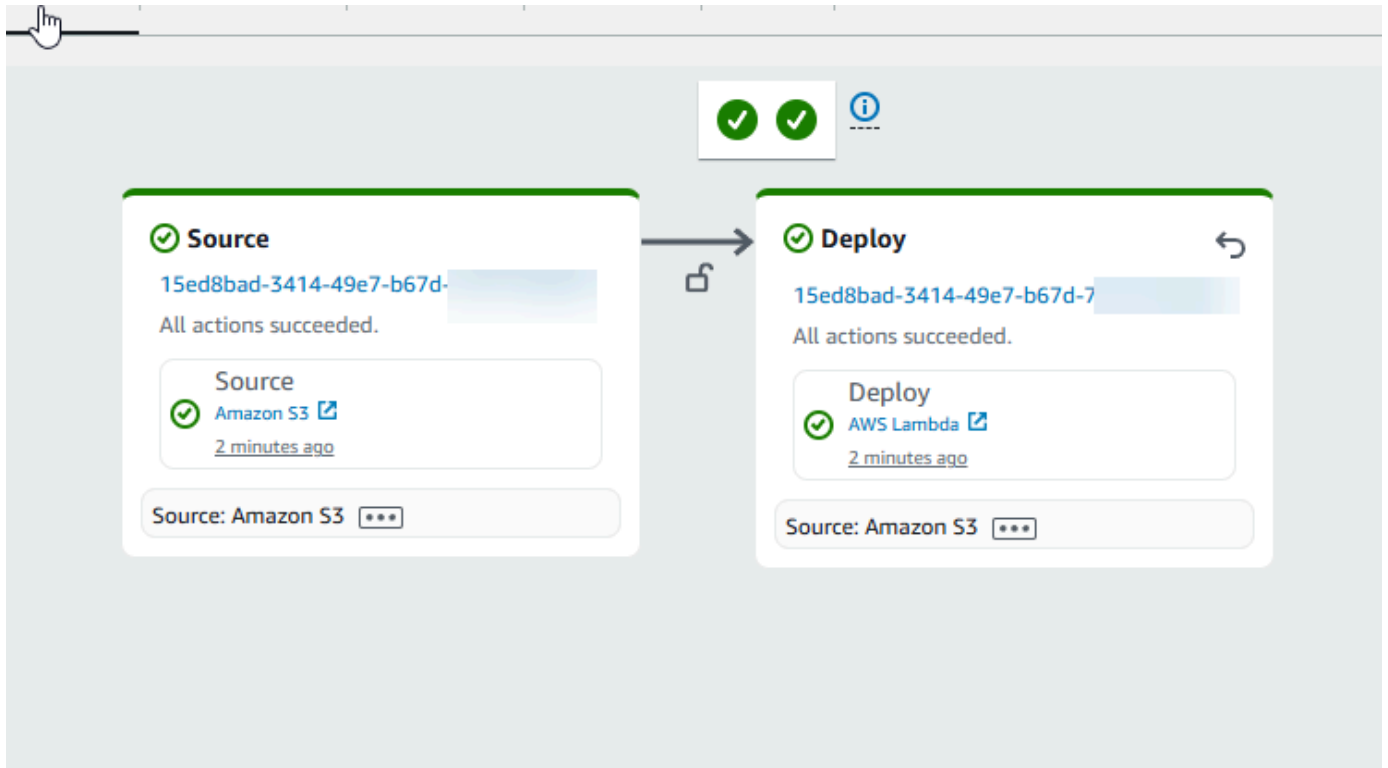 Source
15ed8bad-3414-49e7-b67d-
All actions succeeded.
Source
Amazon S3
2 minutes ago
Source: Amazon S3
Deploy
15ed8bad-3414-49e7-b67d-7
All actions succeeded.
Deploy
AWS Lambda
2 minutes ago
Source: Amazon S3